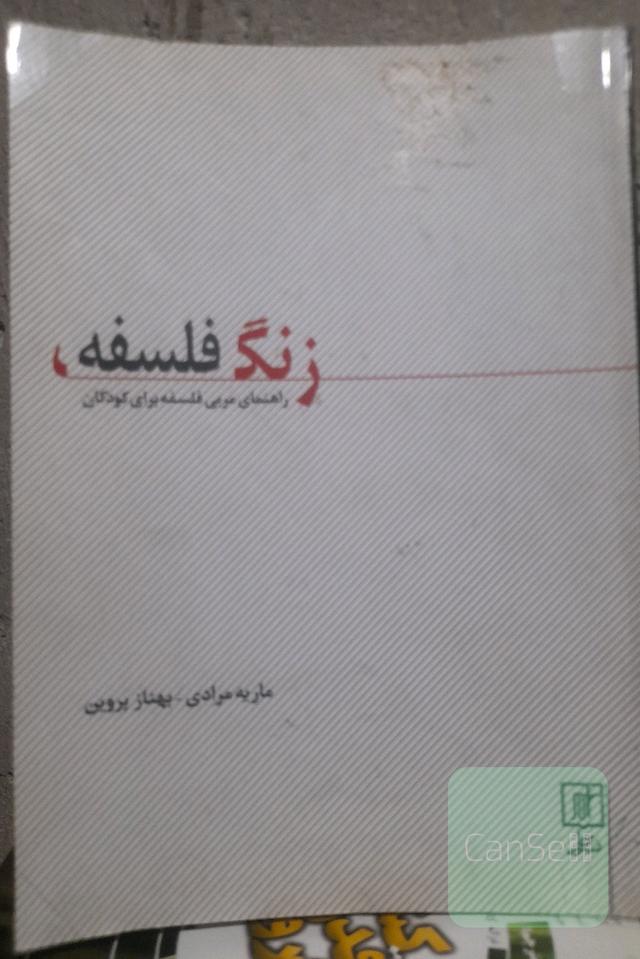 زنگ فلسفه
راهنمای مربی فلسفه برای کودکان
ماریه مرادی - بهناز پروین
CanSell